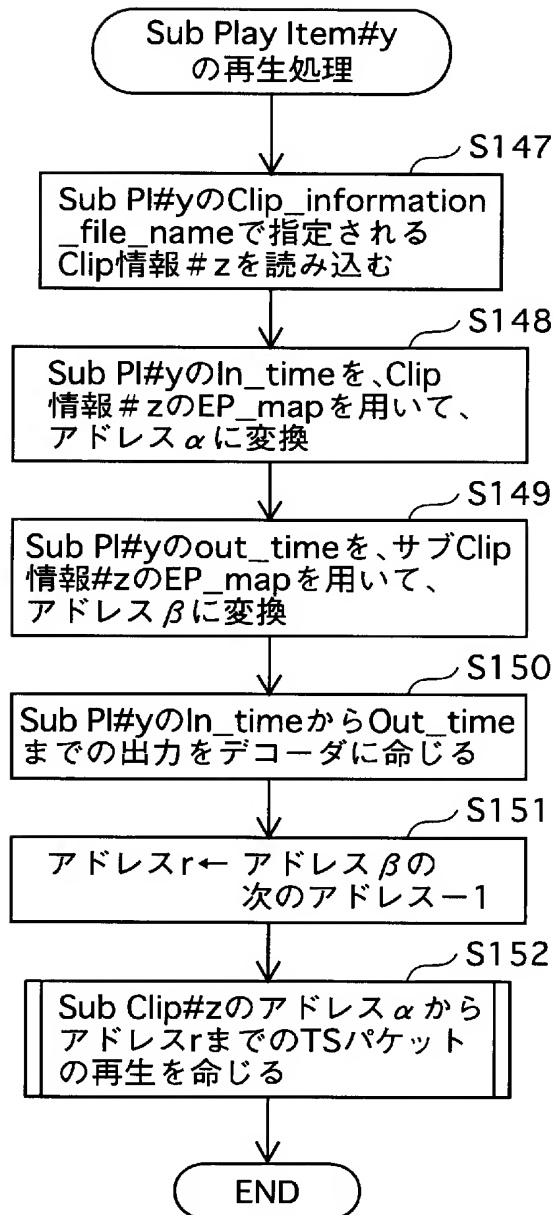 Sub Play Item#y
の再生処理
S147
Sub PI#yのClip_information
_file_nameで指定される
Clip情報#zを読み込む
S148
Sub PI#yのIn_timeを、Clip
情報#zのEP_mapを用いて、
アドレスαに変換
S149
Sub PI#yのout_timeを、サブClip
情報#zのEP_mapを用いて、
アドレスβに変換
S150
Sub PI#yのIn_timeからOut_time
までの出力をデコーダに命じる
S151
アドレスr← アドレスβの
次のアドレス−1
S152
Sub Clip#zのアドレスαから
アドレスrまでのTSパケット
の再生を命じる
END